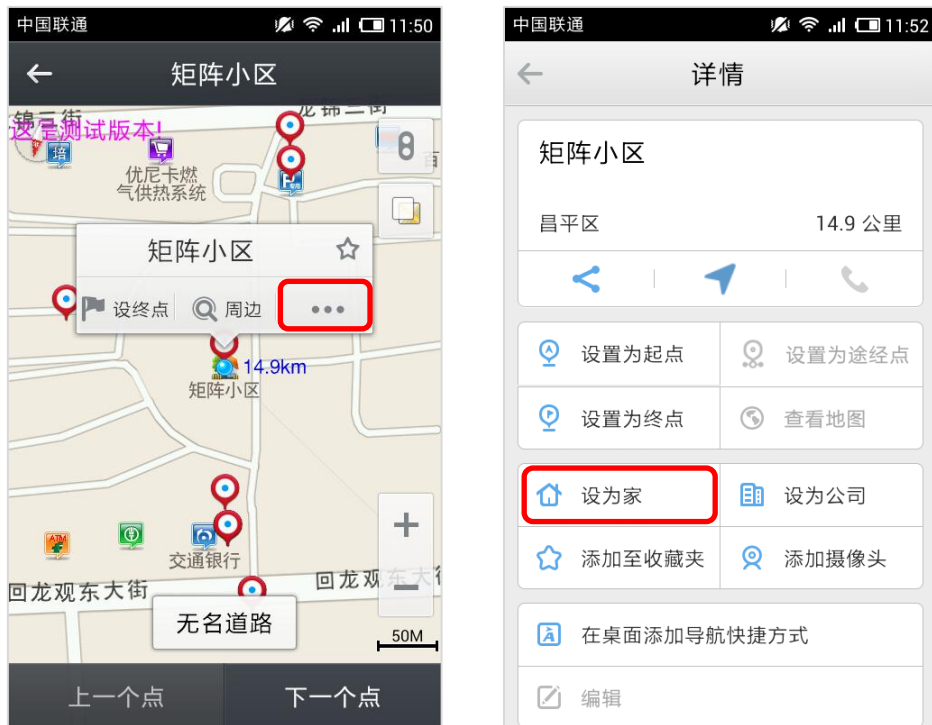 中国联通
11:50
矩阵小区
龙锦三街
锦三街
这是测试版本!
培
8
优尼卡燃
气供热系统
矩阵小区
设终点
周边
14.9km
矩阵小区
ATM
交通银行
回龙观东大街
回龙观东大街
无名道路
50M
上一个点
下一个点
中国联通
11:52
详情
矩阵小区
昌平区
14.9 公里
设置为起点
设置为途经点
设置为终点
查看地图
设为家
设为公司
添加至收藏夹
添加摄像头
在桌面添加导航快捷方式
编辑